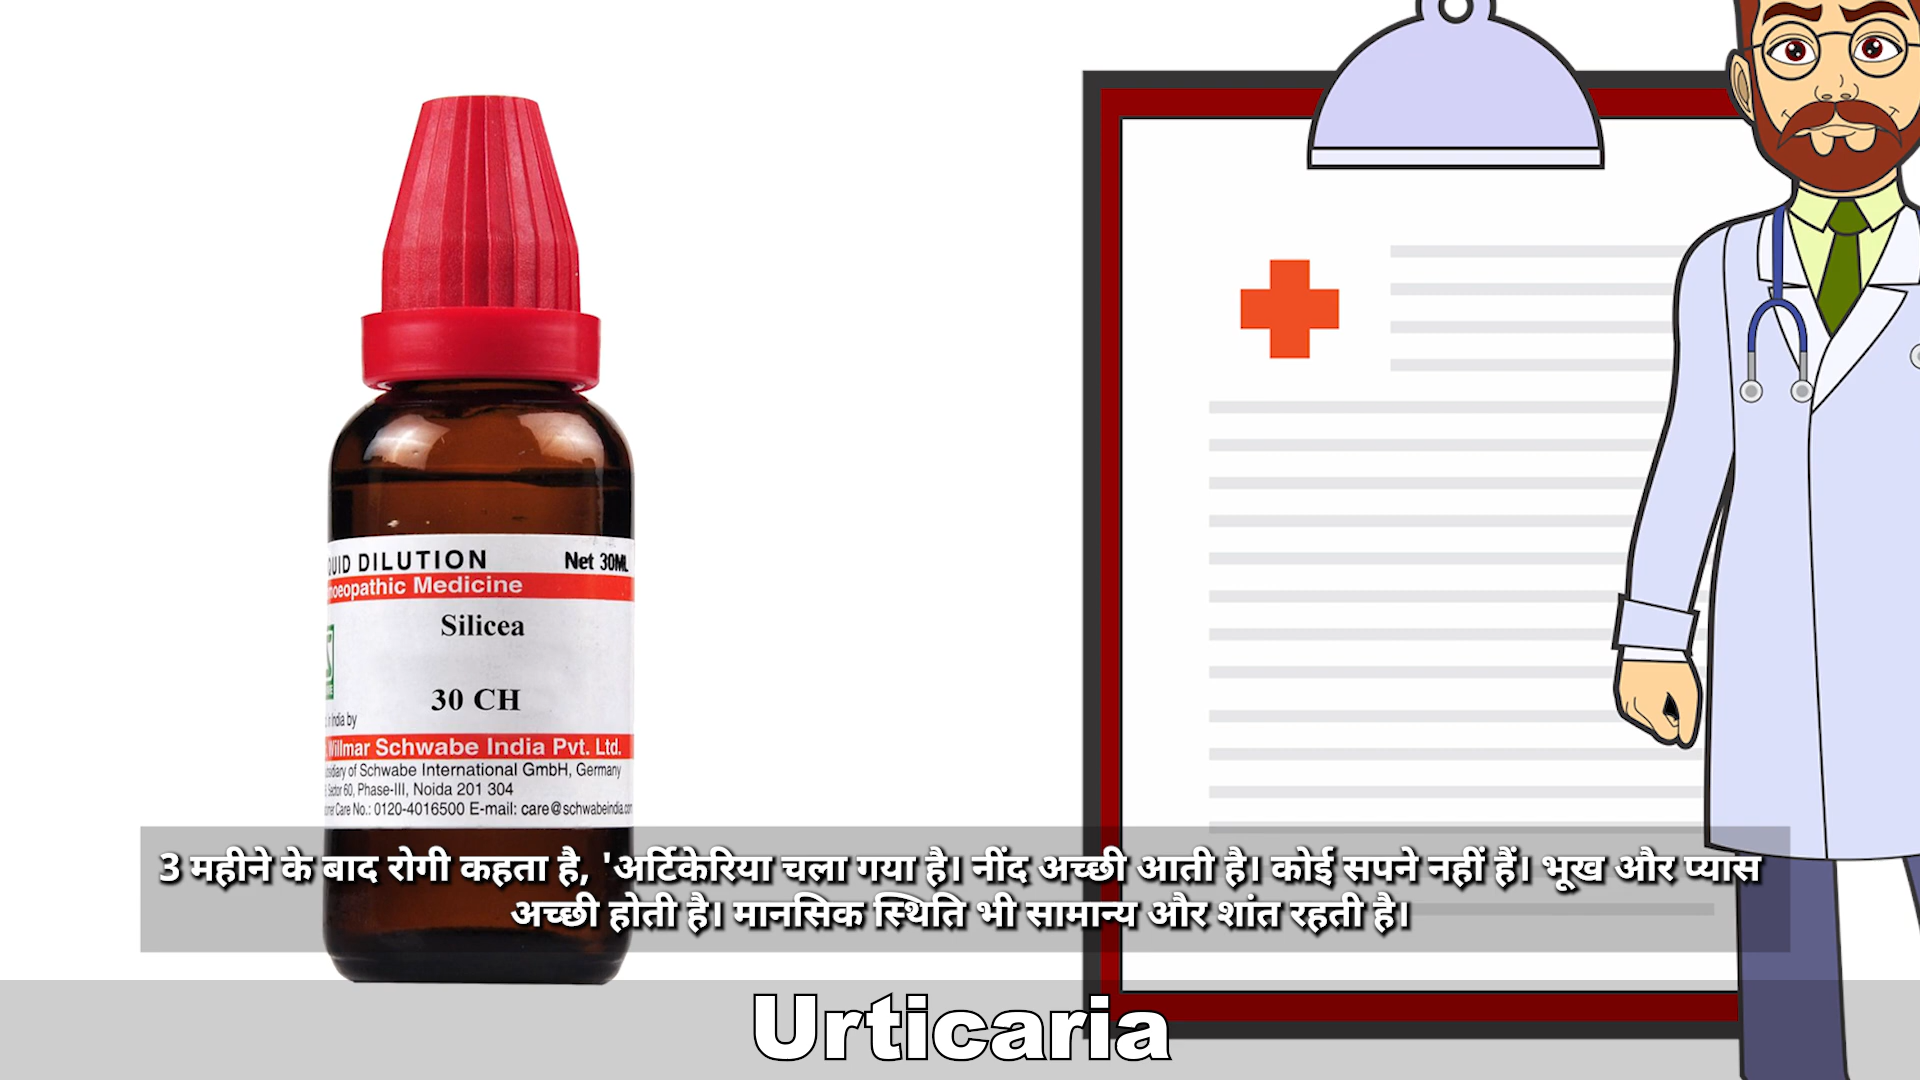 DILUTION Net 30ML
Medicine
Silicea
30 CH
India by
Willmar Schwabe India Pvt. Ltd.
of Schwabe International GmbH, Germany
Sector 60, Phase-III, Noida 201 304
Care No.: 0120-4016500 E-mail: care@schwabeindia.com
3 महीने के बाद रोगी कहता है, 'अर्टिकेरिया चला गया है। नींद अच्छी आती है। कोई सपने नहीं हैं। भूख और प्यास
अच्छी होती है। मानसिक स्थिति भी सामान्य और शांत रहती है।
Urticaria